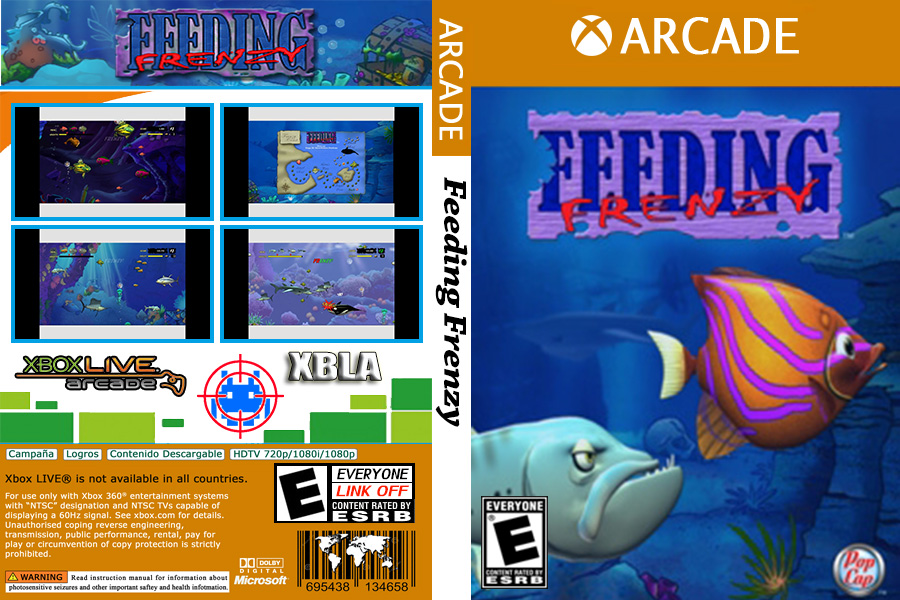 FEEDING
FRENZY
XBOX LIVE
arcade
XBLA
Campaña
Logros
Contenido Descargable
HDTV 720p/1080i/1080p
Xbox LIVE® is not available in all countries.
For use only with Xbox 360® entertainment systems
with "NTSC" designation and NTSC TVs capable of
displaying a 60Hz signal. See xbox.com for details.
Unauthorised coping reverse engineering,
transmission, public performance, rental, pay for
play or circumvention of copy protection is strictly
prohibited.
WARNING Read instruction manual for information about
photosensitive seizures and other important saftey and health infotmation.
DOLBY
DIGITAL
Microsoft
E
EVERYONE
LINK OFF
CONTENT RATED BY
ESRB
695438 134658
ARCADE
Feeding Frenzy
ARCADE
FEEDING
FRENZY
EVERYONE
E
CONTENT RATED BY
ESRB
Pop
Cap